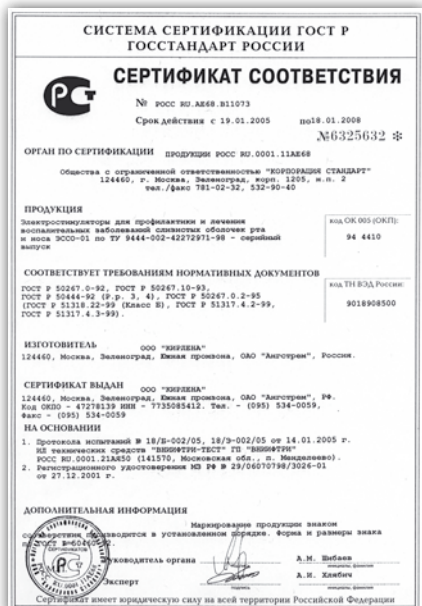 СИСТЕМА СЕРТИФИКАЦИИ ГОСТ Р
ГОССТАНДАРТ РОССИИ
СЕРТИФИКАТ СООТВЕТСТВИЯ
№ РОСС RU.АЕ68.В11073
Срок действия с 19.01.2005 по 18.01.2008
№6325632 *
ОРГАН ПО СЕРТИФИКАЦИИ ПРОДУКЦИИ РОСС RU.0001.11АЕ68
Общества с ограниченной ответственностью "КОРПОРАЦИЯ СТАНДАРТ"
124460, г. Москва, Зеленоград, корп. 1205, н.п. 2
тел./факс 781-02-32, 532-90-40
ПРОДУКЦИЯ
Электростимуляторы для профилактики и лечения
воспалительных заболеваний слизистых оболочек рта
и носа ЭССО-01 по ТУ 9444-002-42272971-98 - серийный
выпуск
код ОК 005 (ОКП):
94 4410
СООТВЕТСТВУЕТ ТРЕБОВАНИЯМ НОРМАТИВНЫХ ДОКУМЕНТОВ
ГОСТ Р 50267.0-92, ГОСТ Р 50267.10-93,
ГОСТ Р 50444-92 (Р.р. 3, 4), ГОСТ Р 50267.0.2-95
(ГОСТ Р 51318.22-99 (Класс Б), ГОСТ Р 51317.4.2-99,
ГОСТ Р 51317.4.3-99).
код ТН ВЭД России:
9018908500
ИЗГОТОВИТЕЛЬ ООО "КИРЛЕНА"
124460, Москва, Зеленоград, Южная промзона, ОАО "Ангстрем", Россия.
СЕРТИФИКАТ ВЫДАН ООО "КИРЛЕНА"
124460, Москва, Зеленоград, Южная промзона, ОАО "Ангстрем", РФ.
Код ОКПО - 47278139 ИНН - 7735085412. Тел. - (095) 534-0059,
Факс - (095) 534-0059
НА ОСНОВАНИИ
1. Протокола испытаний № 18/Б-002/05, 18/Э-002/05 от 14.01.2005 г.
ИЛ технических средств "ВНИИФТРИ-ТЕСТ" ГП "ВНИИФТРИ"
РОСС RU.0001.21АЯ50 (141570, Московская обл., п. Менделеево).
2. Регистрационного удостоверения МЗ РФ № 29/06070798/3026-01
от 27.12.2001 г.
ДОПОЛНИТЕЛЬНАЯ ИНФОРМАЦИЯ
Маркирование продукции знаком
соответствия производится в установленном порядке. Форма и размеры знака
по ГОСТ Р 50460-92.
Руководитель органа
А.М. Шибаев
Эксперт
подпись
Сертификат имеет юридическую силу на всей территории Российской Федерации